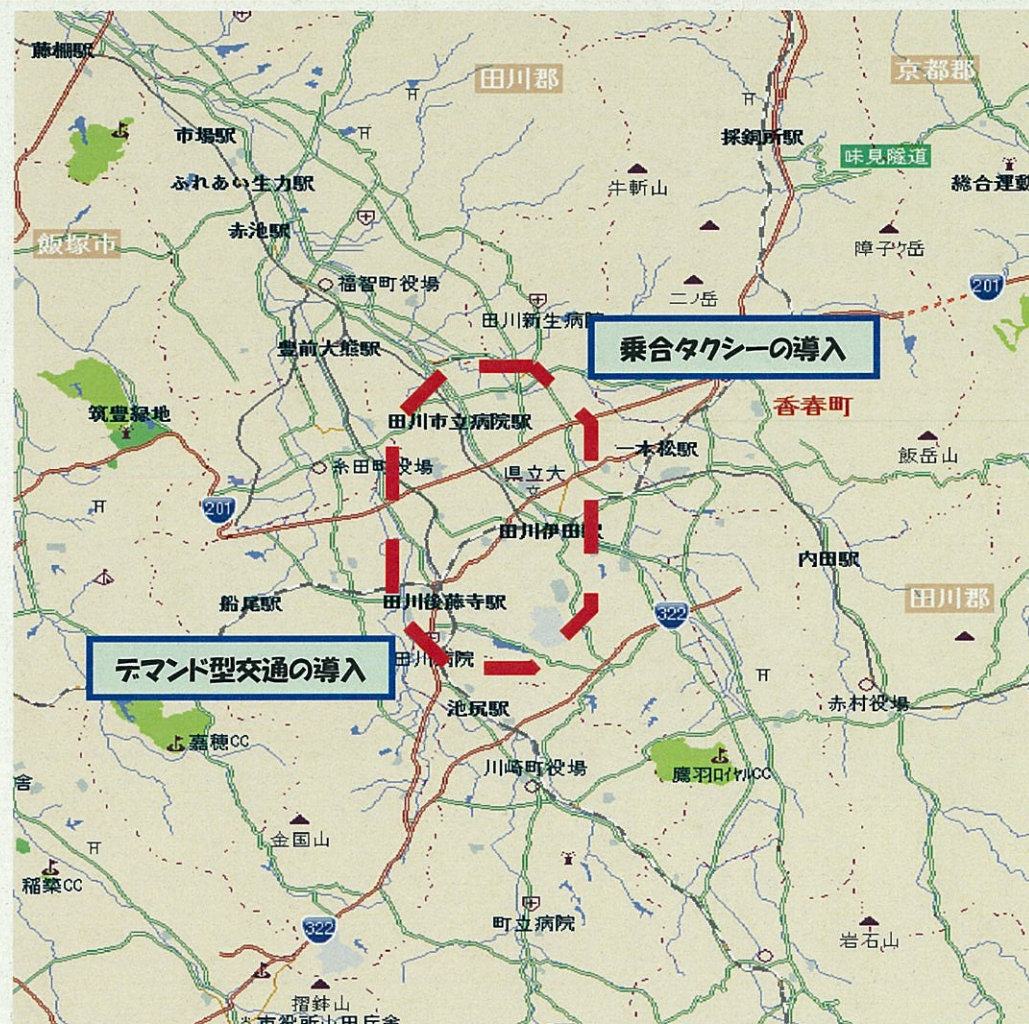 藤棚駅
田川郡
京都郡
市場駅
採銅所駅
味見隧道
ふれあい生力駅
牛斬山
総合運動
赤池駅
飯塚市
障子ケ岳
福智町役場
201
二ノ岳
田川新生病院
豊前大熊駅
乗合タクシーの導入
香春町
筑豊緑地
田川市立病院駅
一本松駅
飯岳山
糸田町役場
県立大
201
田川伊田駅
内田駅
船尾駅
田川後藤寺駅
322
田川郡
デマンド型交通の導入
田川病院
赤村役場
池尻駅
嘉穂CC
川崎町役場
鷹羽ロイヤルCC
舎
金国山
稲築CC
町立病院
322
岩石山
摺鉢山
市役所山田庁舎